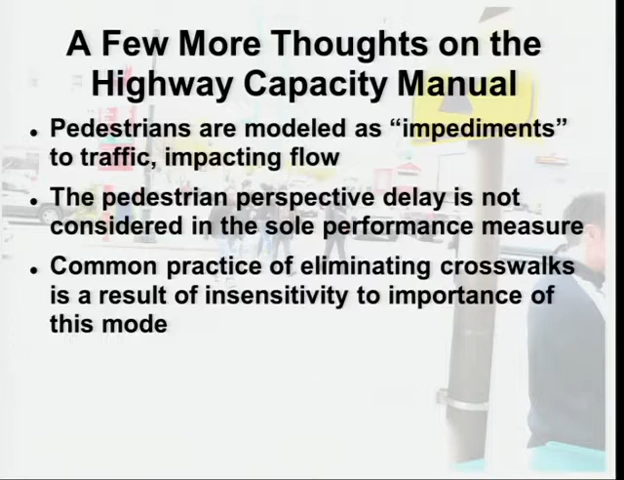 A Few More Thoughts on the
Highway Capacity Manual
• Pedestrians are modeled as “impediments”
to traffic, impacting flow
• The pedestrian perspective delay is not
considered in the sole performance measure
• Common practice of eliminating crosswalks
is a result of insensitivity to importance of
this mode